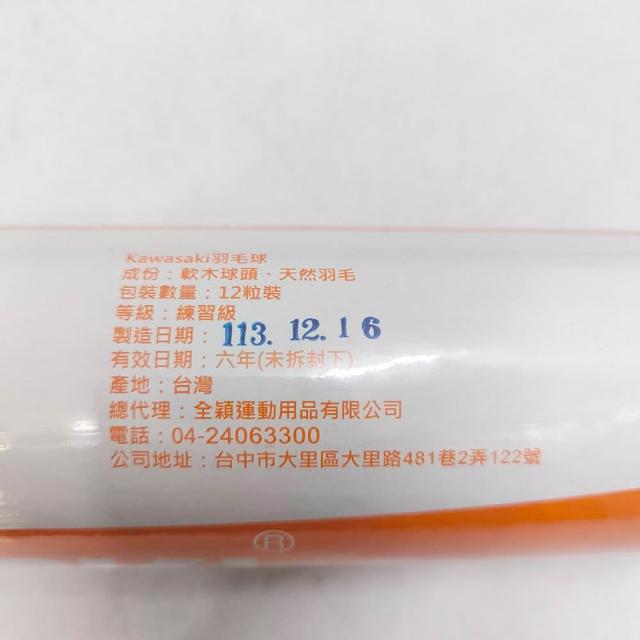 Kawasaki羽毛球
成份：軟木球頭、天然羽毛
包裝數量：12粒裝
等級：練習級
製造日期：113.12.16
有效日期：六年(未拆封下)
產地：台灣
總代理：全穎運動用品有限公司
電話：04-24063300
公司地址：台中市大里區大里路481巷2弄122號
®